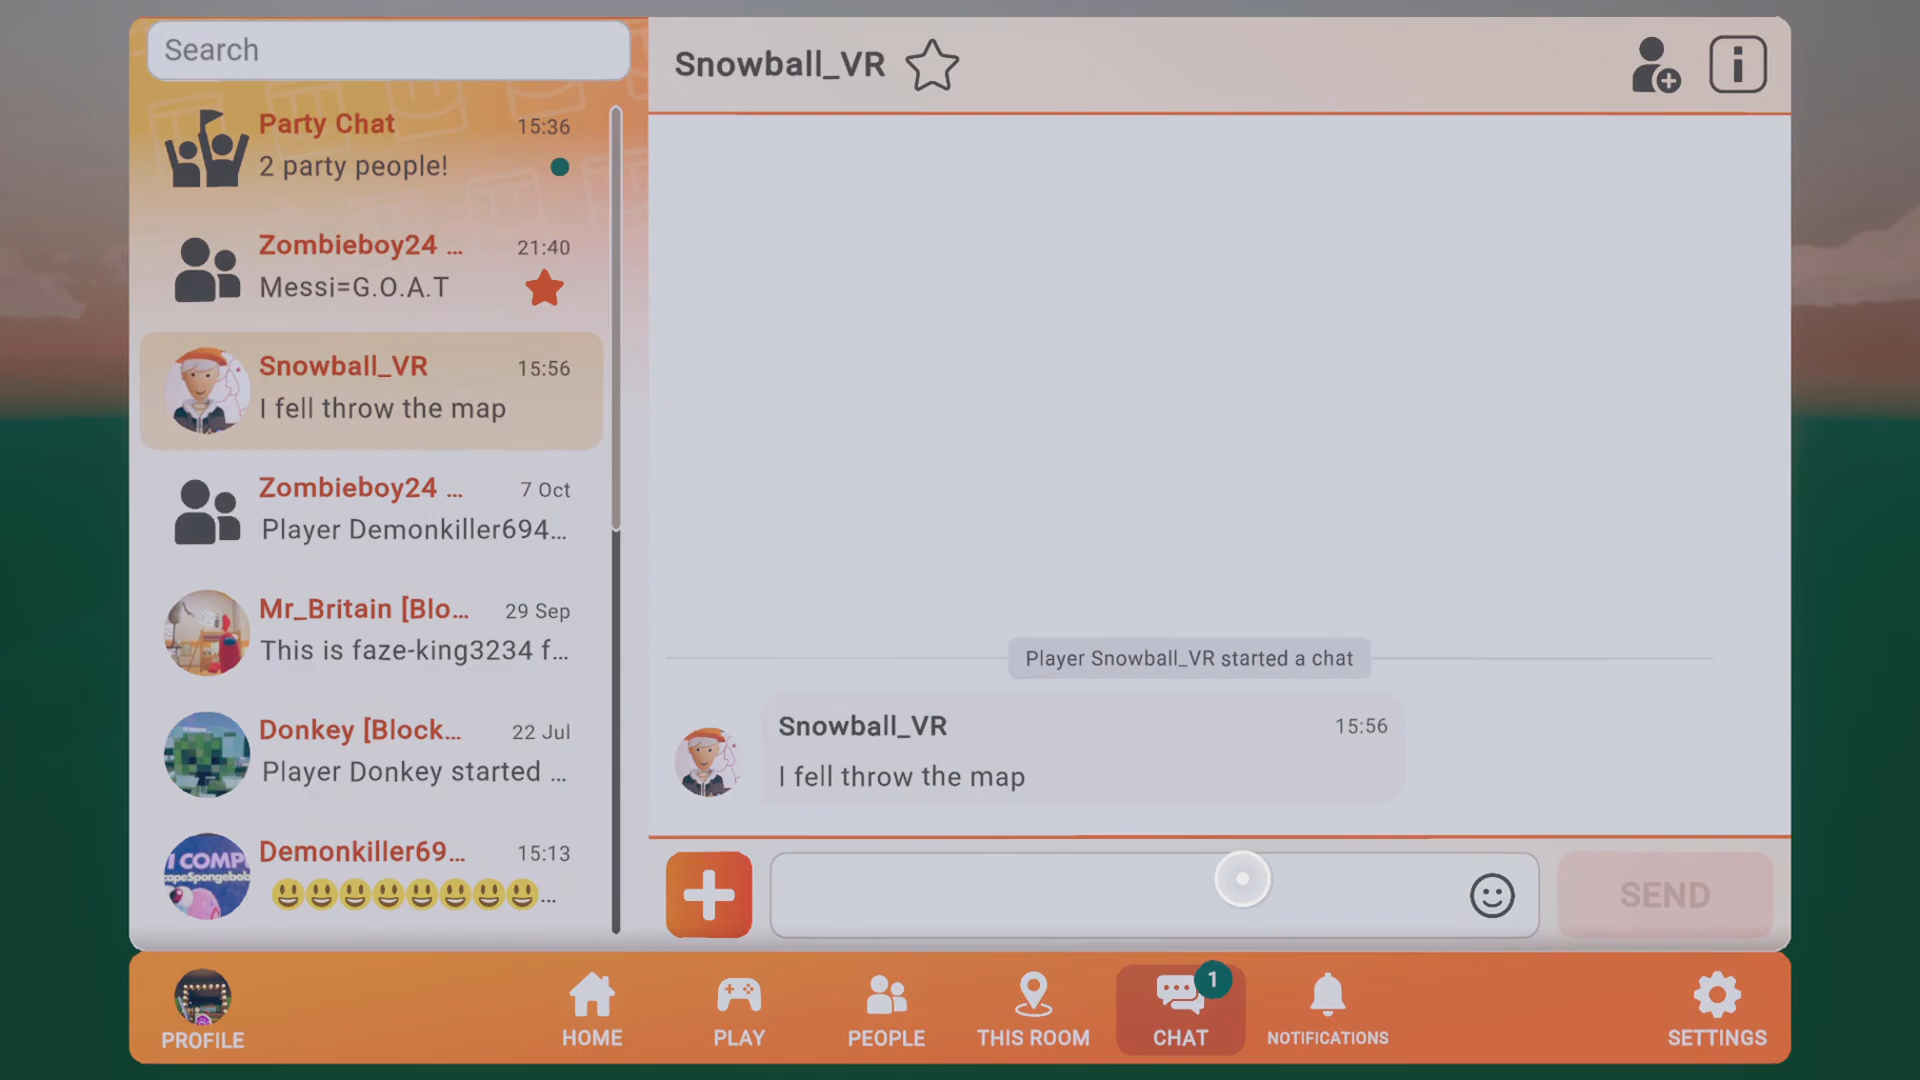 Search
Party Chat 15:36
2 party people!
Zombieboy24 ... 21:40
Messi=G.O.A.T
Snowball_VR 15:56
I fell throw the map
Zombieboy24 ... 7 Oct
Player Demonkiller694...
Mr_Britain [Blo... 29 Sep
This is faze-king3234 f...
Donkey [Block... 22 Jul
Player Donkey started ...
I COMP
apeSpongebob
Demonkiller69... 15:13
😃😃😃😃😃😃😃😃...
Snowball_VR
Player Snowball_VR started a chat
Snowball_VR 15:56
I fell throw the map
SEND
PROFILE
HOME
PLAY
PEOPLE
THIS ROOM
1
CHAT
NOTIFICATIONS
SETTINGS